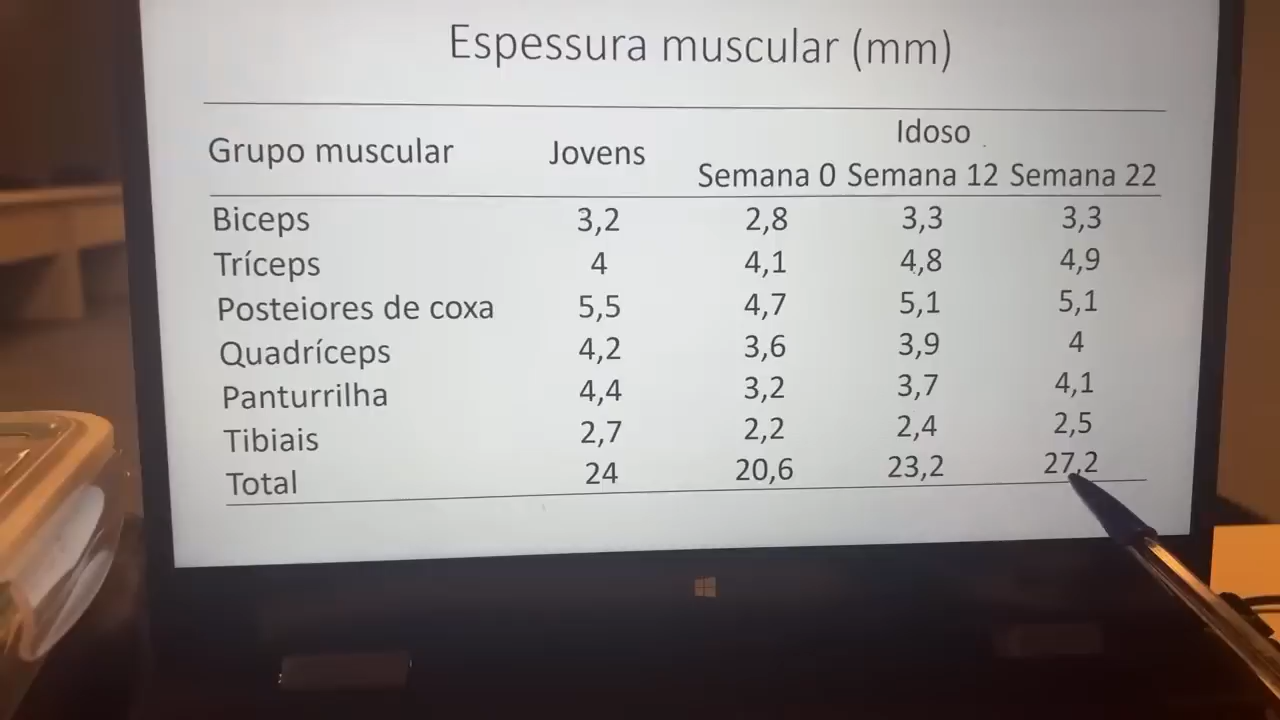 Espessura muscular (mm)
Grupo muscular Jovens Idoso
Semana 0 Semana 12 Semana 22
Biceps 3,2 2,8 3,3 3,3
Tríceps 4 4,1 4,8 4,9
Posteiores de coxa 5,5 4,7 5,1 5,1
Quadríceps 4,2 3,6 3,9 4
Panturrilha 4,4 3,2 3,7 4,1
Tibiais 2,7 2,2 2,4 2,5
Total 24 20,6 23,2 27,2